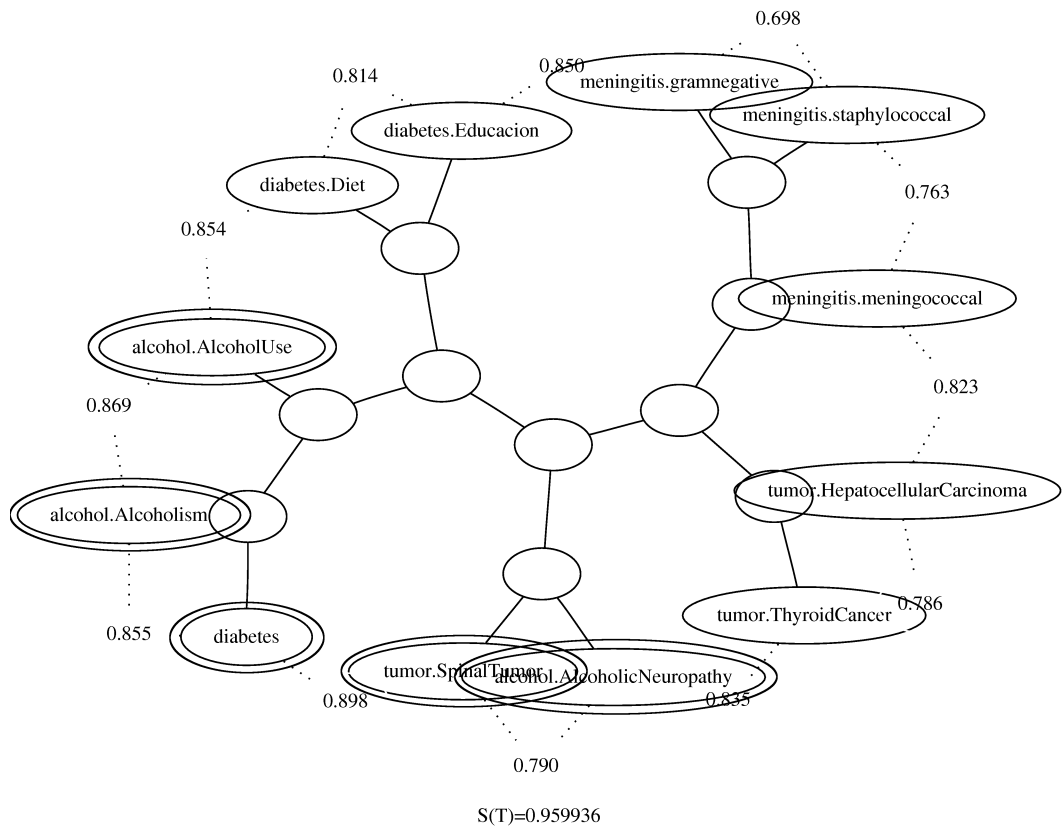 0.698
0.850
0.814
meningitis.gramnegative
meningitis.staphylococcal
diabetes.Educacion
diabetes.Diet
0.763
0.854
meningitis.meningococcal
alcohol.AlcoholUse
0.823
0.869
tumor.HepatocellularCarcinoma
alcohol.Alcoholism
0.786
tumor.ThyroidCancer
0.855
diabetes
tumor.SpinalTumor
alcohol.AlcoholicNeuropathy
0.898
0.835
0.790
S(T)=0.959936